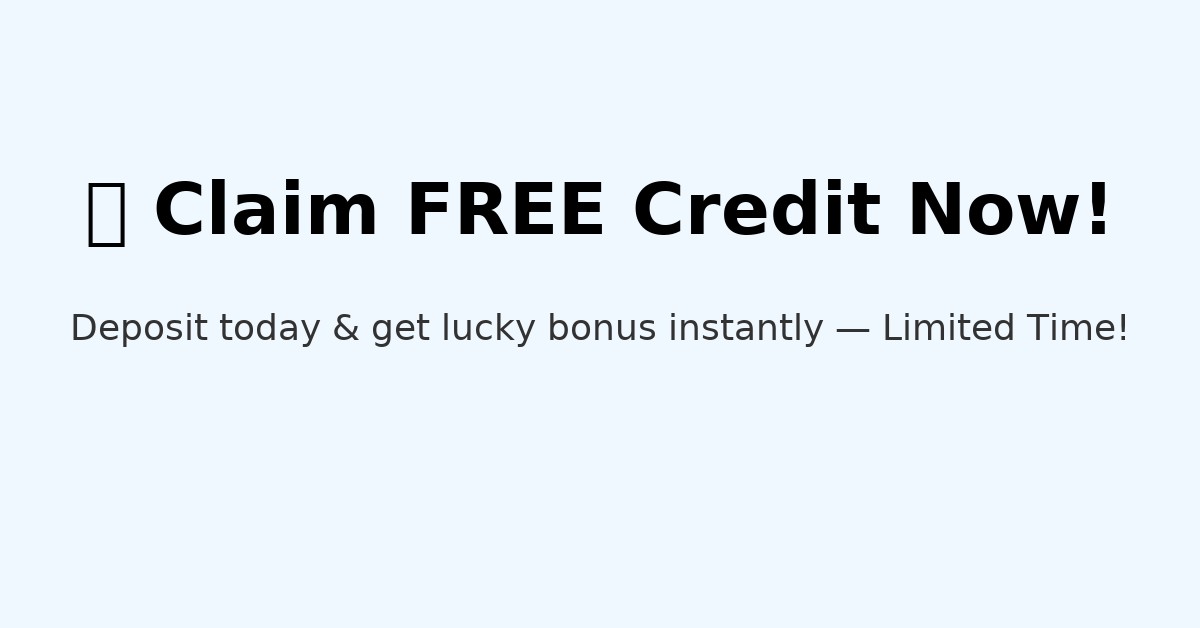 Claim FREE Credit Now!
Deposit today & get lucky bonus instantly — Limited Time!